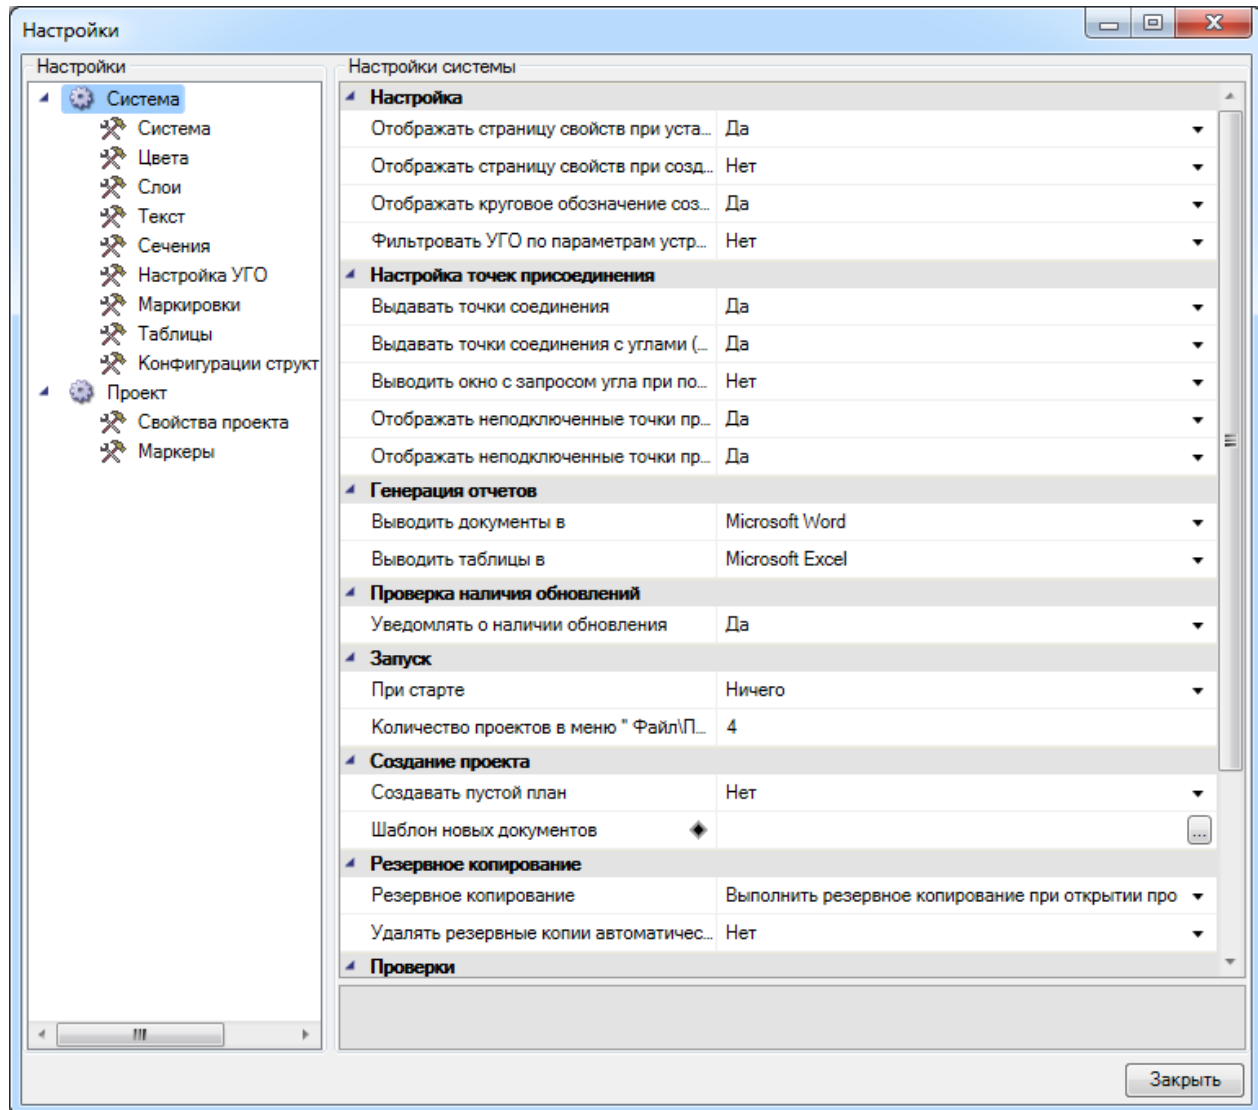 Настройки
Настройки
Система
Система
Цвета
Слои
Текст
Сечения
Настройка УГО
Маркировки
Таблицы
Конфигурации структ
Проект
Свойства проекта
Маркеры
Настройки системы
Настройка
Отображать страницу свойств при уста... Да
Отображать страницу свойств при созд... Нет
Отображать круговое обозначение соз... Да
Фильтровать УГО по параметрам устр... Нет
Настройка точек присоединения
Выдавать точки соединения Да
Выдавать точки соединения с углами (... Да
Выводить окно с запросом угла при по... Нет
Отображать неподключенные точки пр... Да
Отображать неподключенные точки пр... Да
Генерация отчетов
Выводить документы в Microsoft Word
Выводить таблицы в Microsoft Excel
Проверка наличия обновлений
Уведомлять о наличии обновления Да
Запуск
При старте Ничего
Количество проектов в меню " Файл\П... 4
Создание проекта
Создавать пустой план Нет
Шаблон новых документов ...
Резервное копирование
Резервное копирование Выполнить резервное копирование при открытии про
Удалять резервные копии автоматичес... Нет
Проверки
Закрыть